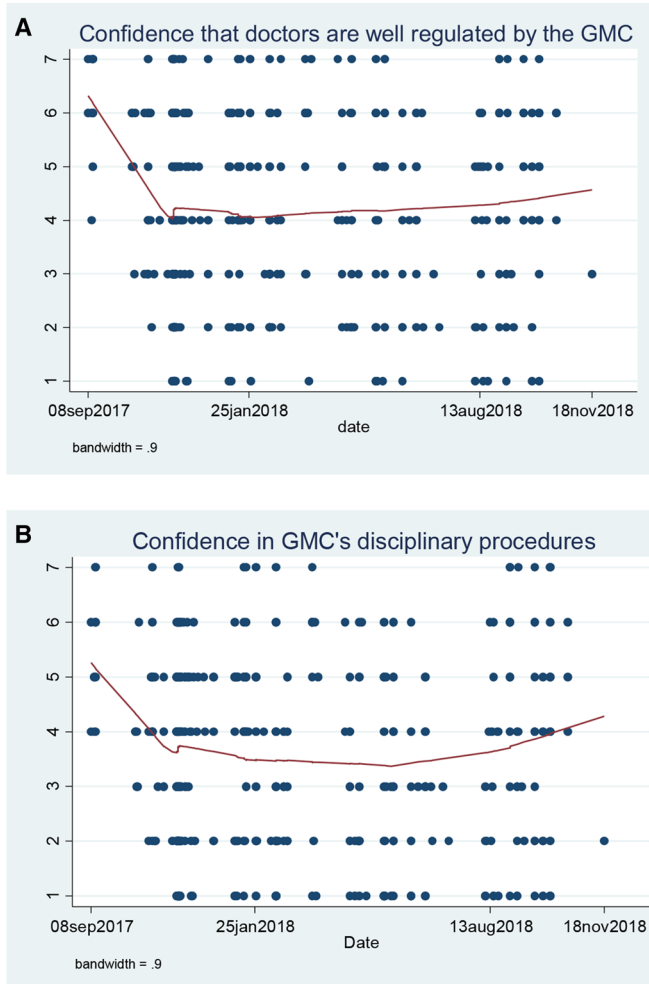 A
Confidence that doctors are well regulated by the GMC
7
6
5
4
3
2
1
08sep2017 25jan2018 13aug2018 18nov2018
date
bandwidth = .9
B
Confidence in GMC's disciplinary procedures
7
6
5
4
3
2
1
08sep2017 25jan2018 13aug2018 18nov2018
Date
bandwidth = .9